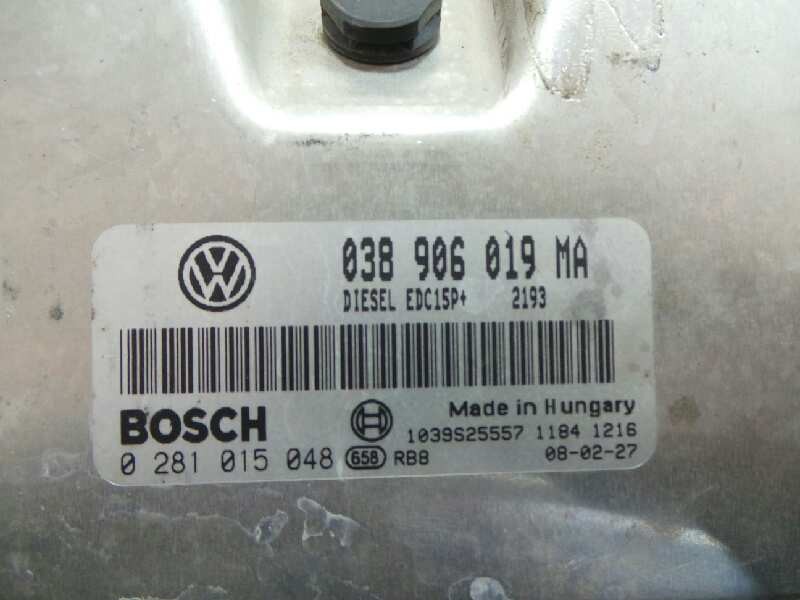 038 906 019 MA
DIESEL EDC15P+ 2193
BOSCH
Made in Hungary
1039S25557 1184 1216
0 281 015 048 658 RB8 08-02-27